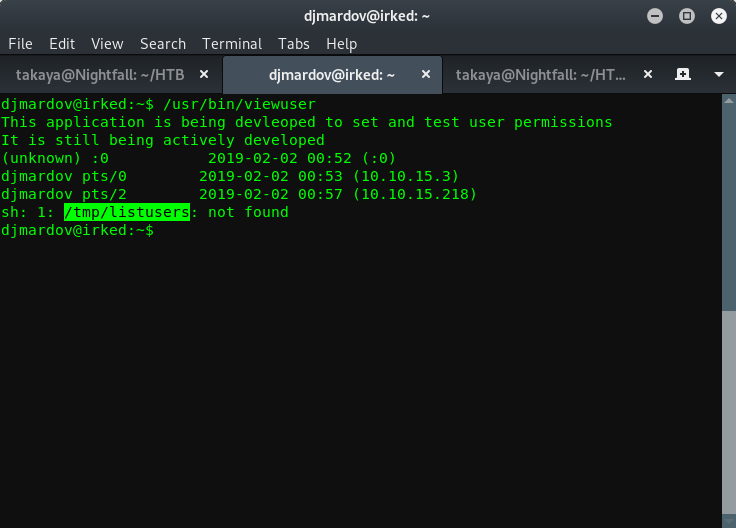 djmardov@irked: ~
File Edit View Search Terminal Tabs Help
takaya@Nightfall: ~/HTB × djmardov@irked: ~ × takaya@Nightfall: ~/HT... ×
djmardov@irked:~$ /usr/bin/viewuser
This application is being devleoped to set and test user permissions
It is still being actively developed
(unknown) :0           2019-02-02 00:52 (:0)
djmardov pts/0        2019-02-02 00:53 (10.10.15.3)
djmardov pts/2        2019-02-02 00:57 (10.10.15.218)
sh: 1: /tmp/listusers: not found
djmardov@irked:~$